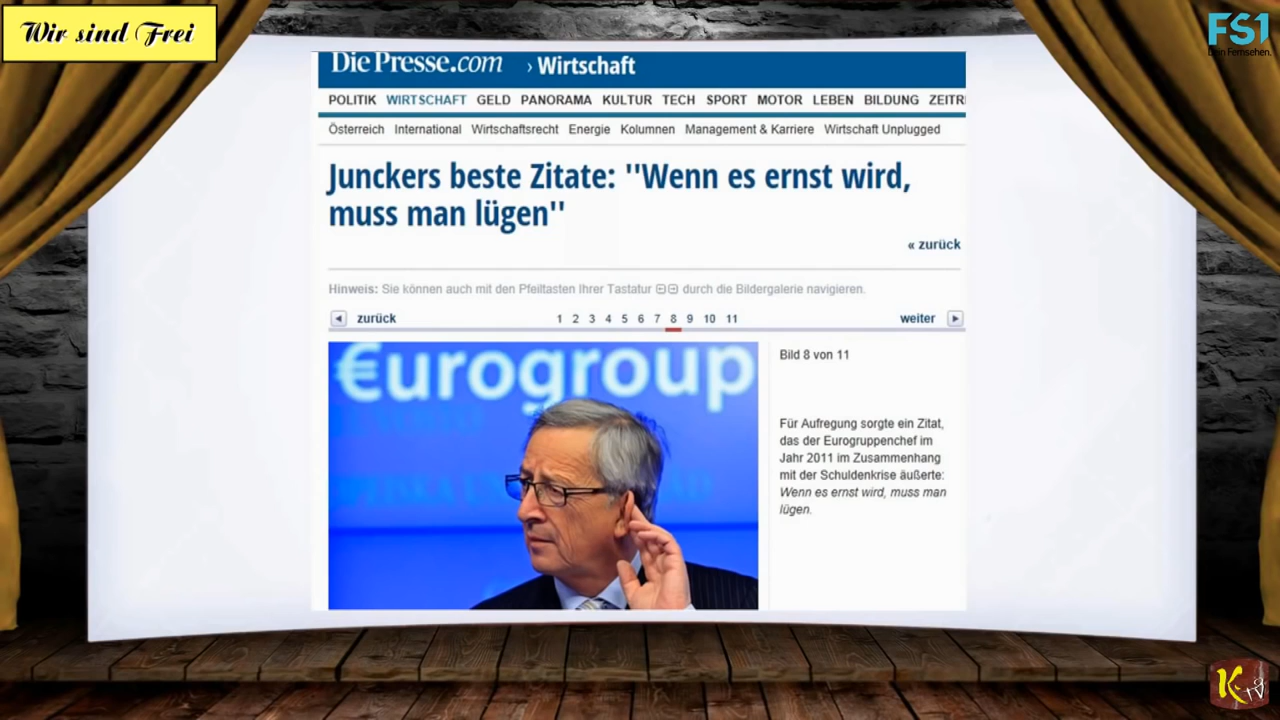 Wir sind Frei
FS1
Dein Fernsehen.
Die Presse.com › Wirtschaft
POLITIK WIRTSCHAFT GELD PANORAMA KULTUR TECH SPORT MOTOR LEBEN BILDUNG ZEITR
Österreich International Wirtschaftsrecht Energie Kolumnen Management & Karriere Wirtschaft Unplugged
Junckers beste Zitate: "Wenn es ernst wird,
muss man lügen"
« zurück
Hinweis: Sie können auch mit den Pfeiltasten Ihrer Tastatur durch die Bildergalerie navigieren.
zurück 1 2 3 4 5 6 7 8 9 10 11 weiter
€urogroup
Bild 8 von 11
Für Aufregung sorgte ein Zitat,
das der Eurogruppenchef im
Jahr 2011 im Zusammenhang
mit der Schuldenkrise äußerte:
Wenn es ernst wird, muss man
lügen.